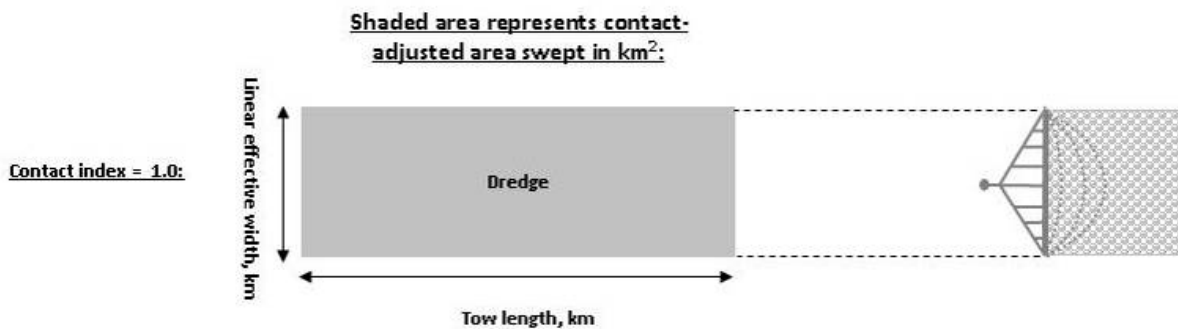 Shaded area represents contact-
adjusted area swept in km²:
Linear effective width, km
Contact index = 1.0:
Dredge
Tow length, km